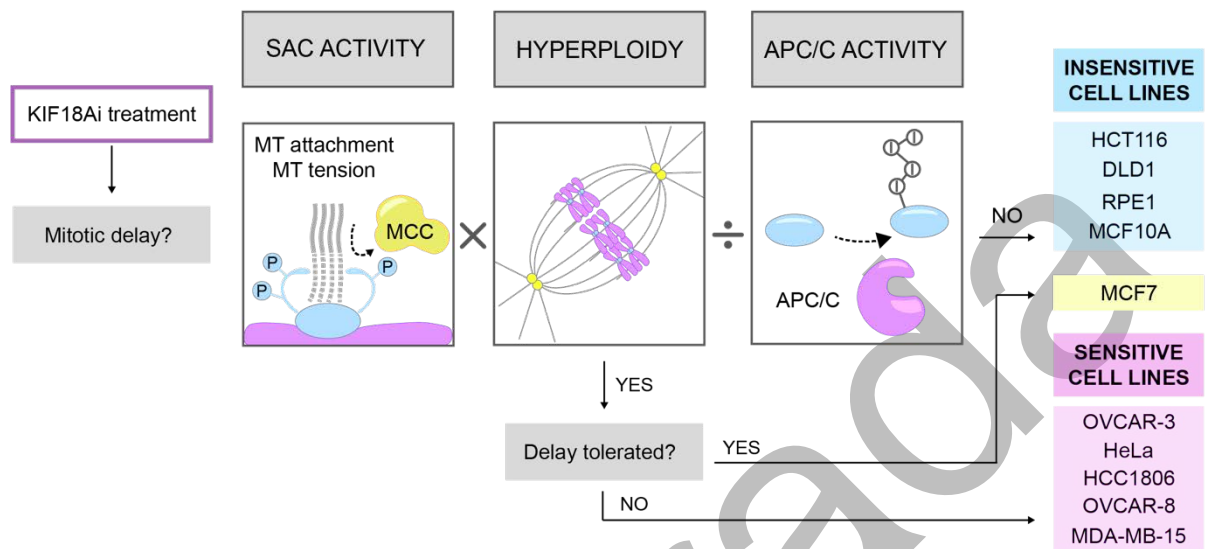 SAC ACTIVITY
HYPERPLOIDY
APC/C ACTIVITY
INSENSITIVE
CELL LINES
KIF18Ai treatment
Mitotic delay?
MT attachment
MT tension
MCC
P
P
P
×
÷
I
I
I
I
APC/C
NO
HCT116
DLD1
RPE1
MCF10A
MCF7
YES
Delay tolerated?
YES
NO
SENSITIVE
CELL LINES
OVCAR-3
HeLa
HCC1806
OVCAR-8
MDA-MB-15